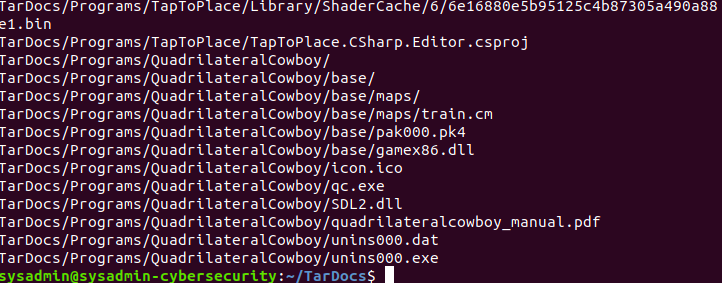 TarDocs/Programs/TapToPlace/Library/ShaderCache/6/6e16880e5b95125c4b87305a490a88
e1.bin
TarDocs/Programs/TapToPlace/TapToPlace.CSharp.Editor.csproj
TarDocs/Programs/QuadrilateralCowboy/
TarDocs/Programs/QuadrilateralCowboy/base/
TarDocs/Programs/QuadrilateralCowboy/base/maps/
TarDocs/Programs/QuadrilateralCowboy/base/maps/train.cm
TarDocs/Programs/QuadrilateralCowboy/base/pak000.pk4
TarDocs/Programs/QuadrilateralCowboy/base/gamex86.dll
TarDocs/Programs/QuadrilateralCowboy/icon.ico
TarDocs/Programs/QuadrilateralCowboy/qc.exe
TarDocs/Programs/QuadrilateralCowboy/SDL2.dll
TarDocs/Programs/QuadrilateralCowboy/quadrilateralcowboy_manual.pdf
TarDocs/Programs/QuadrilateralCowboy/unins000.dat
TarDocs/Programs/QuadrilateralCowboy/unins000.exe
sysadmin@sysadmin-cybersecurity:~/TarDocs$